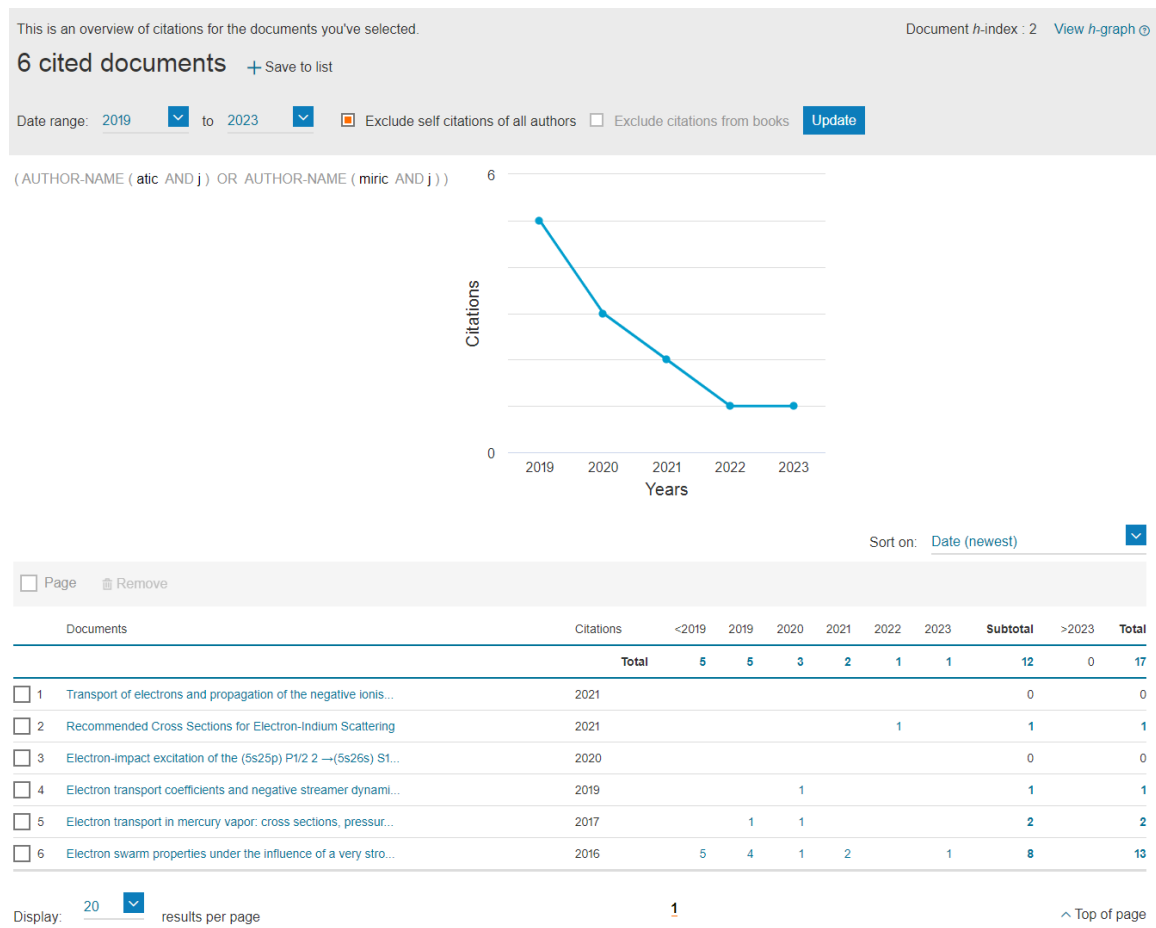 This is an overview of citations for the documents you've selected.
Document h-index : 2 View h-graph
6 cited documents + Save to list
Date range: 2019 to 2023 Exclude self citations of all authors Exclude citations from books Update
( AUTHOR-NAME ( atic AND j ) OR AUTHOR-NAME ( miric AND j ) )
6
Citations
0
2019 2020 2021 2022 2023
Years
Sort on: Date (newest)
Page Remove
Documents Citations <2019 2019 2020 2021 2022 2023 Subtotal >2023 Total
Total 5 5 3 2 1 1 12 0 17
1 Transport of electrons and propagation of the negative ionis... 2021 0 0
2 Recommended Cross Sections for Electron-Indium Scattering 2021 1 1 1
3 Electron-impact excitation of the (5s25p) P1/2 2 →(5s26s) S1... 2020 0 0
4 Electron transport coefficients and negative streamer dynami... 2019 1 1 1
5 Electron transport in mercury vapor: cross sections, pressur... 2017 1 1 2 2
6 Electron swarm properties under the influence of a very stro... 2016 5 4 1 2 1 8 13
Display: 20 results per page
1
Top of page